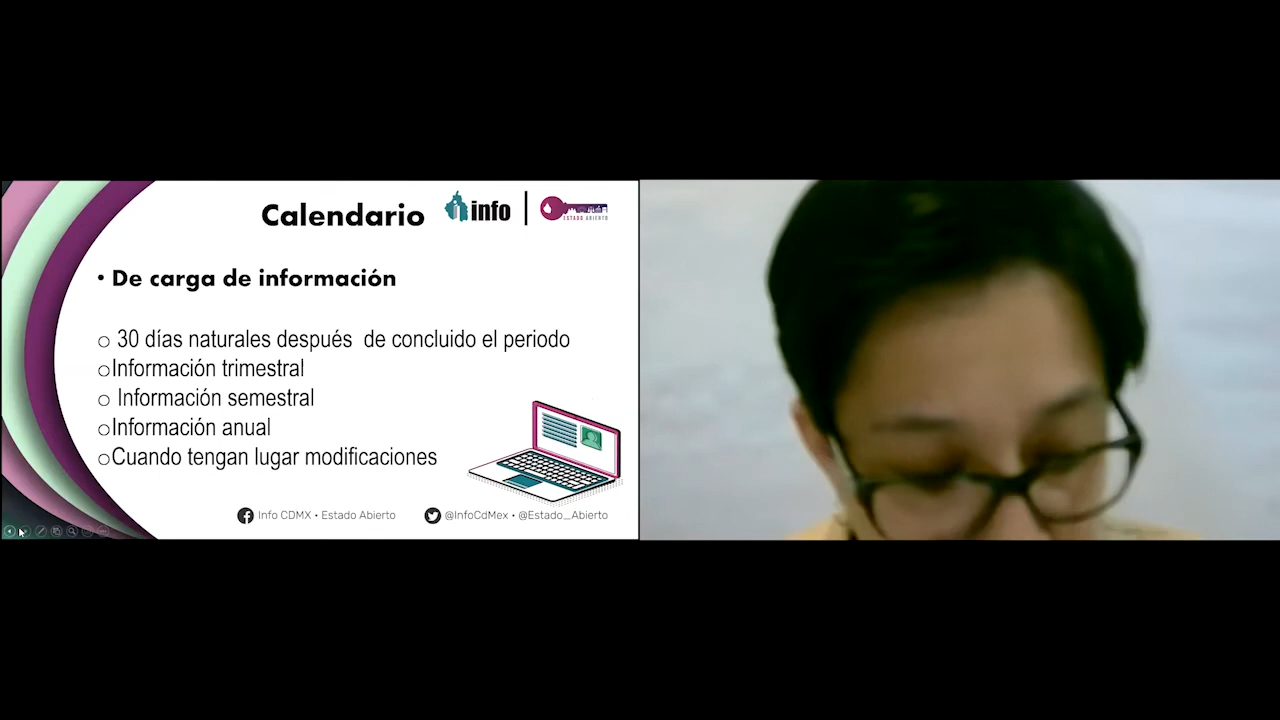 Calendario
info
ESTADO ABIERTO
• De carga de información
○ 30 días naturales después de concluido el periodo
○Información trimestral
○ Información semestral
○Información anual
○Cuando tengan lugar modificaciones
Info CDMX • Estado Abierto
@InfoCdMex • @Estado_Abierto